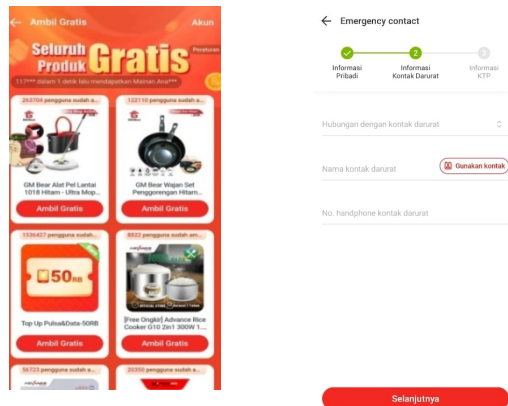 Ambil Gratis
Akun
Seluruh
Produk Gratis
Peraturan
117*** dalam 1 detik lalu mendapatkan Mainan Ana***
263704 pengguna sudah a...
122110 pengguna sudah a...
GM Bear Alat Pel Lantai
1018 Hitam - Ultra Mop...
GM Bear Wajan Set
Penggorengan Hitam...
Ambil Gratis
Ambil Gratis
1536427 pengguna sudah...
8922 pengguna sudah am...
50RB
Top Up Pulsa&Data-50RB
[Free Ongkir] Advance Rice
Cooker G10 2in1 300W 1....
Ambil Gratis
Ambil Gratis
56723 pengguna sudah a...
20350 pengguna sudah a...
Emergency contact
2
3
Informasi
Pribadi
Informasi
Kontak Darurat
Informasi
KTP
Hubungan dengan kontak darurat
Nama kontak darurat
Gunakan kontak
No. handphone kontak darurat
Selanjutnya